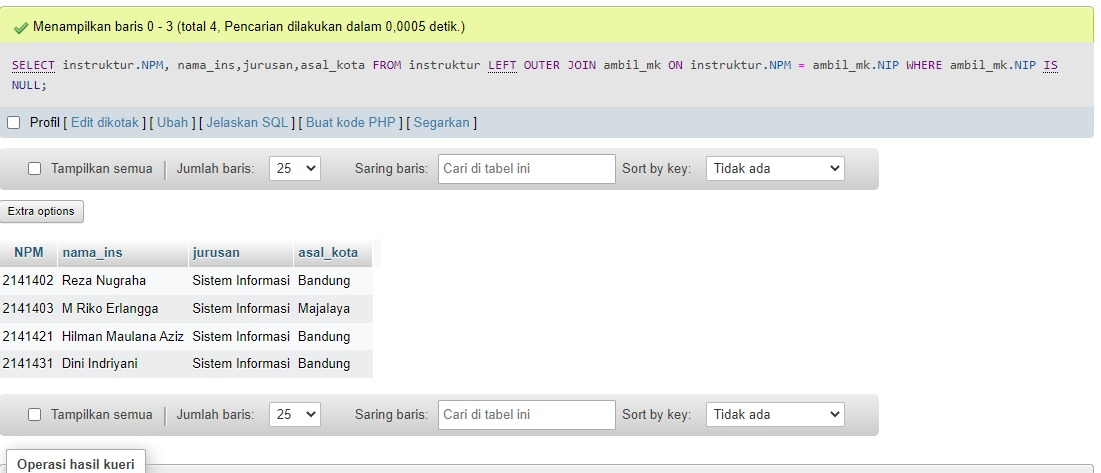 Menampilkan baris 0 - 3 (total 4, Pencarian dilakukan dalam 0,0005 detik.)
SELECT instruktur.NPM, nama_ins,jurusan,asal_kota FROM instruktur LEFT OUTER JOIN ambil_mk ON instruktur.NPM = ambil_mk.NIP WHERE ambil_mk.NIP IS
NULL;
Profil [ Edit dikotak ] [ Ubah ] [ Jelaskan SQL ] [ Buat kode PHP ] [ Segarkan ]
Tampilkan semua Jumlah baris: 25 Saring baris: Cari di tabel ini Sort by key: Tidak ada
Extra options
NPM nama_ins jurusan asal_kota
2141402 Reza Nugraha Sistem Informasi Bandung
2141403 M Riko Erlangga Sistem Informasi Majalaya
2141421 Hilman Maulana Aziz Sistem Informasi Bandung
2141431 Dini Indriyani Sistem Informasi Bandung
Tampilkan semua Jumlah baris: 25 Saring baris: Cari di tabel ini Sort by key: Tidak ada
Operasi hasil kueri